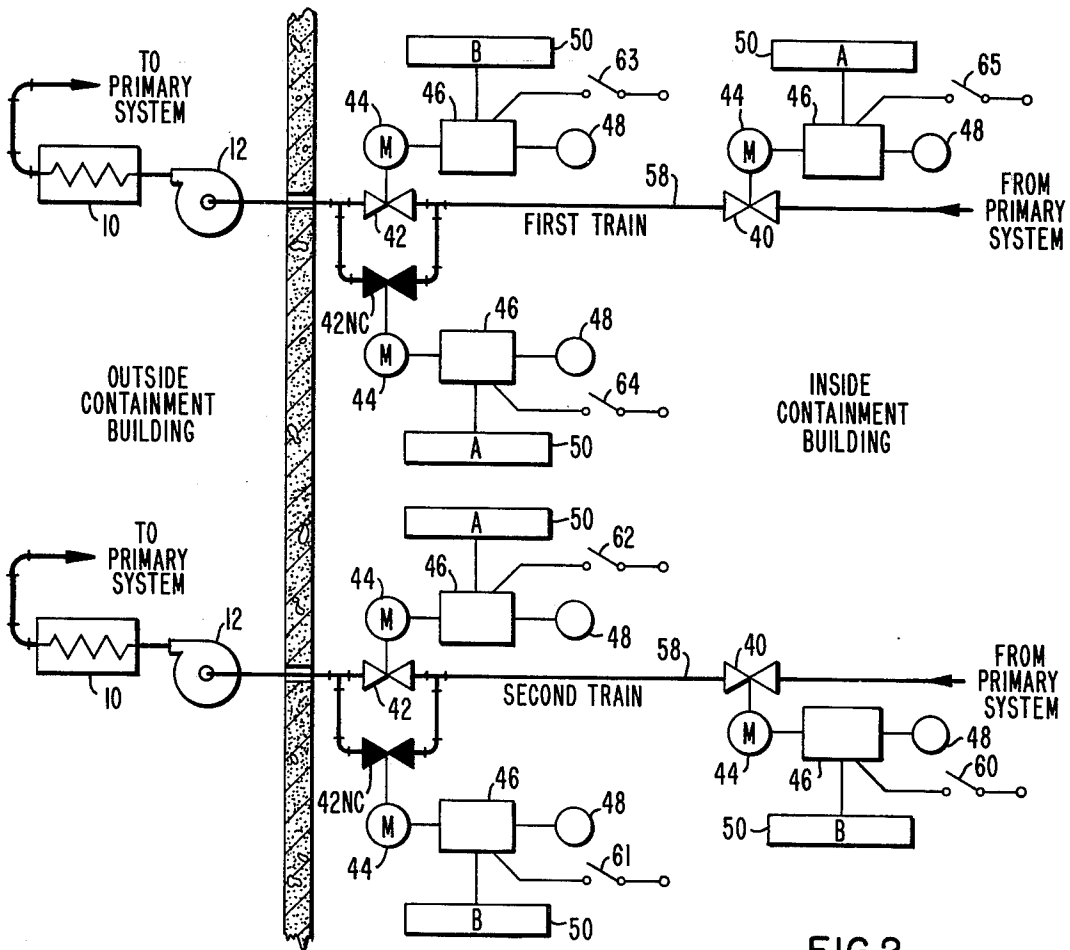 TO
PRIMARY
SYSTEM
12
10
B
50
63
44
46
M
48
42
FIRST TRAIN
58
50
A
65
44
46
M
48
40
FROM
PRIMARY
SYSTEM
42NC
46
48
M
44
64
A
50
OUTSIDE
CONTAINMENT
BUILDING
INSIDE
CONTAINMENT
BUILDING
TO
PRIMARY
SYSTEM
12
10
A
50
62
44
46
M
48
42
SECOND TRAIN
58
40
FROM
PRIMARY
SYSTEM
M
44
46
48
60
50
B
42NC
46
48
M
44
61
B
50